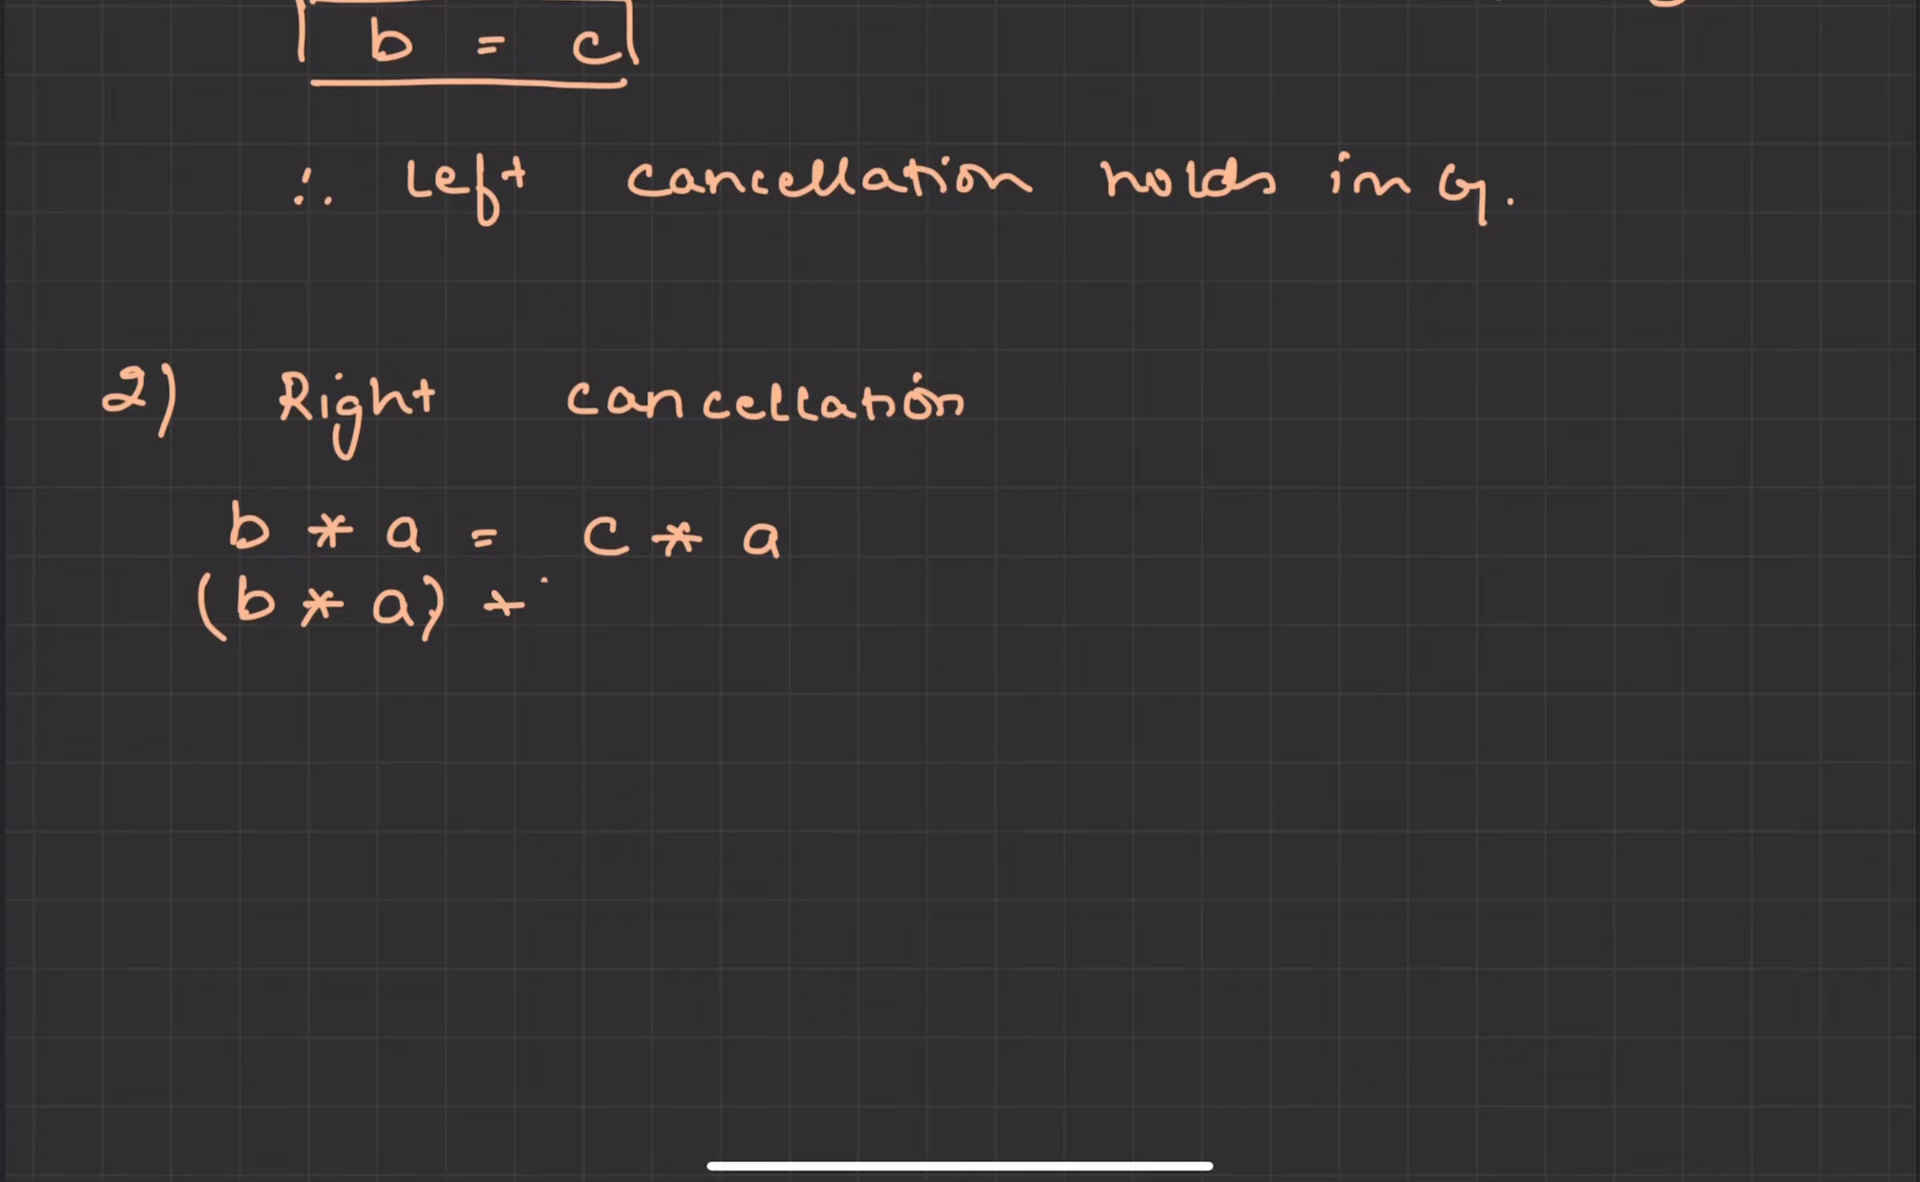 b = c
∴ Left cancellation holds in G.
2) Right cancellation
b * a = c * a
(b * a) *